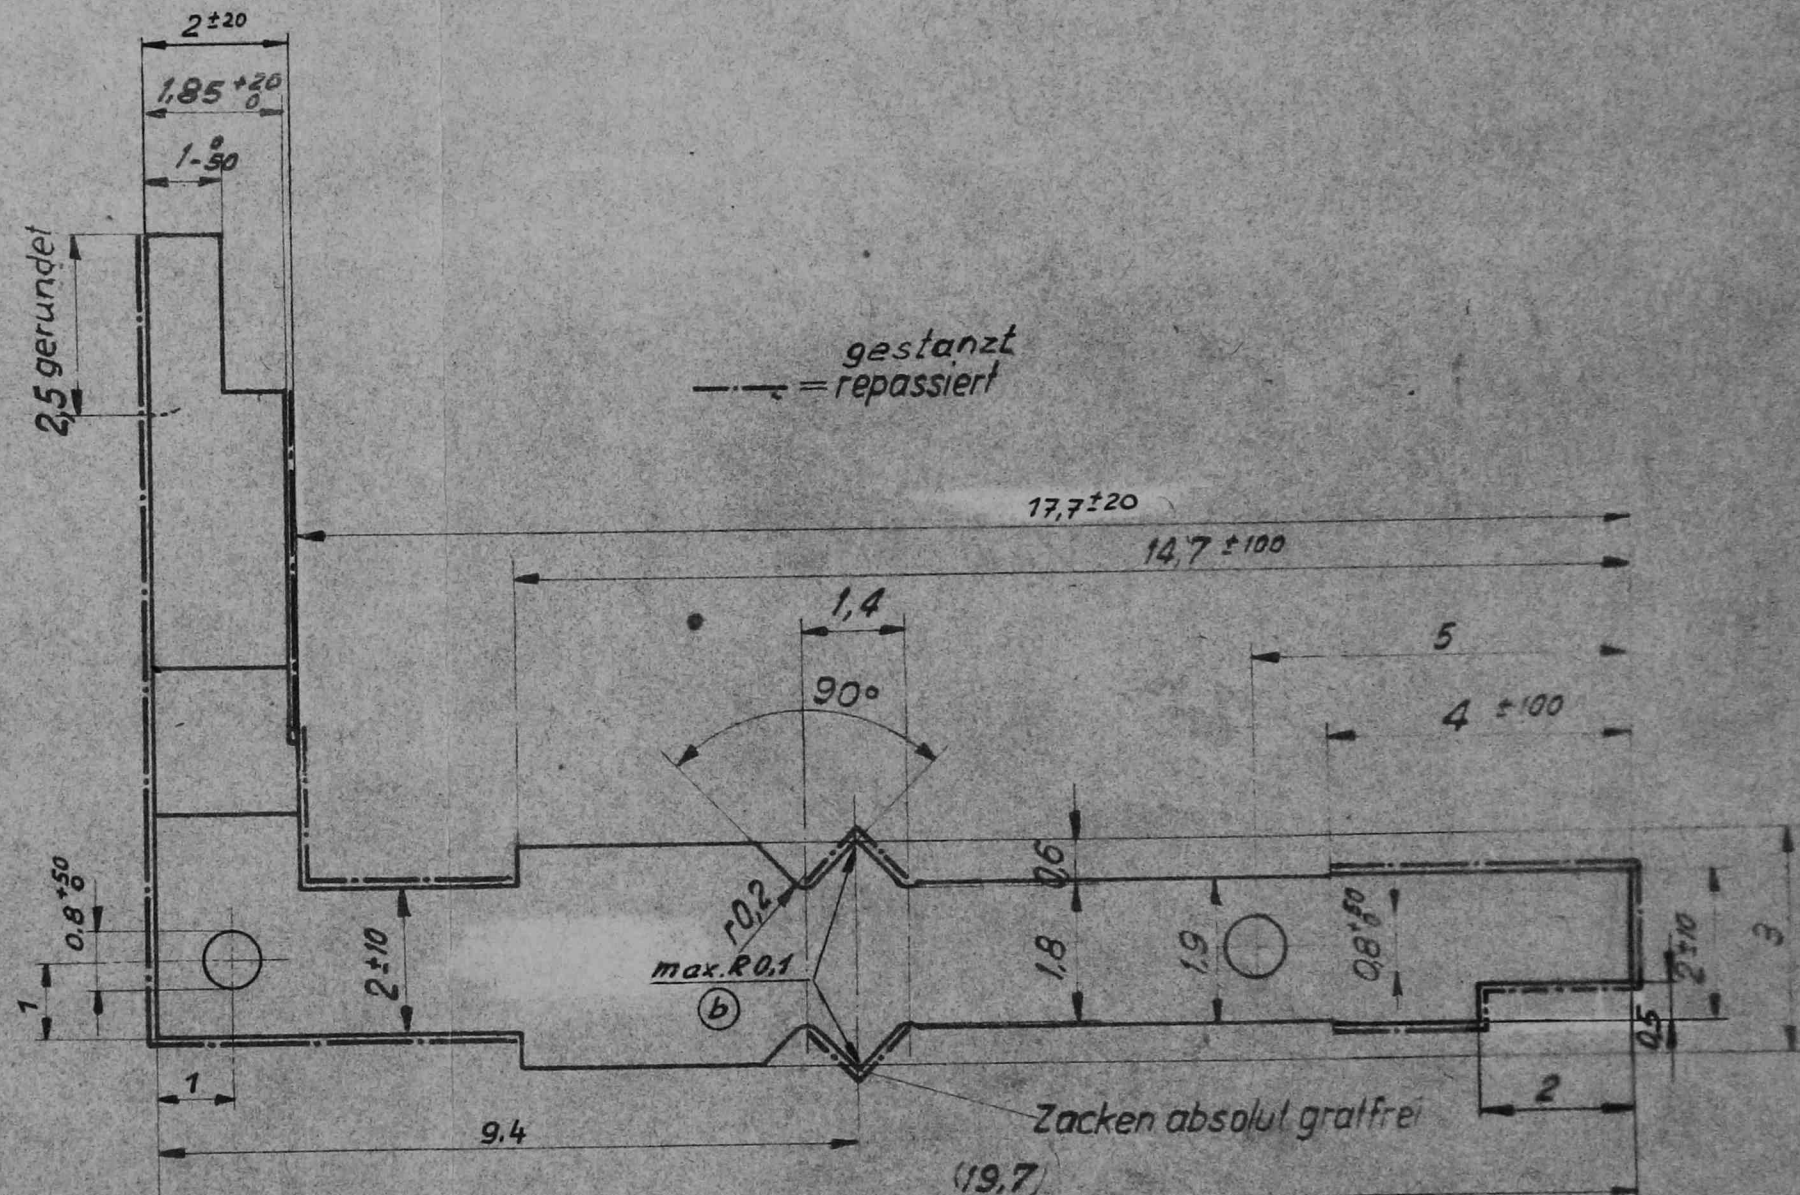 2 ±20
1,85 +20 0
1 -0 50
2,5 gerundet
gestanzt
= repassiert
17,7 ±20
14,7 ±100
1,4
5
90°
4 ±100
0,6
r0,2
0.8 +50 0
2 ±10
max. R 0,1
b
1,8
1,9
0,8 +50 0
2 ±10
3
1
0,5
1
2
Zacken absolut gratfrei
9.4
(19,7)